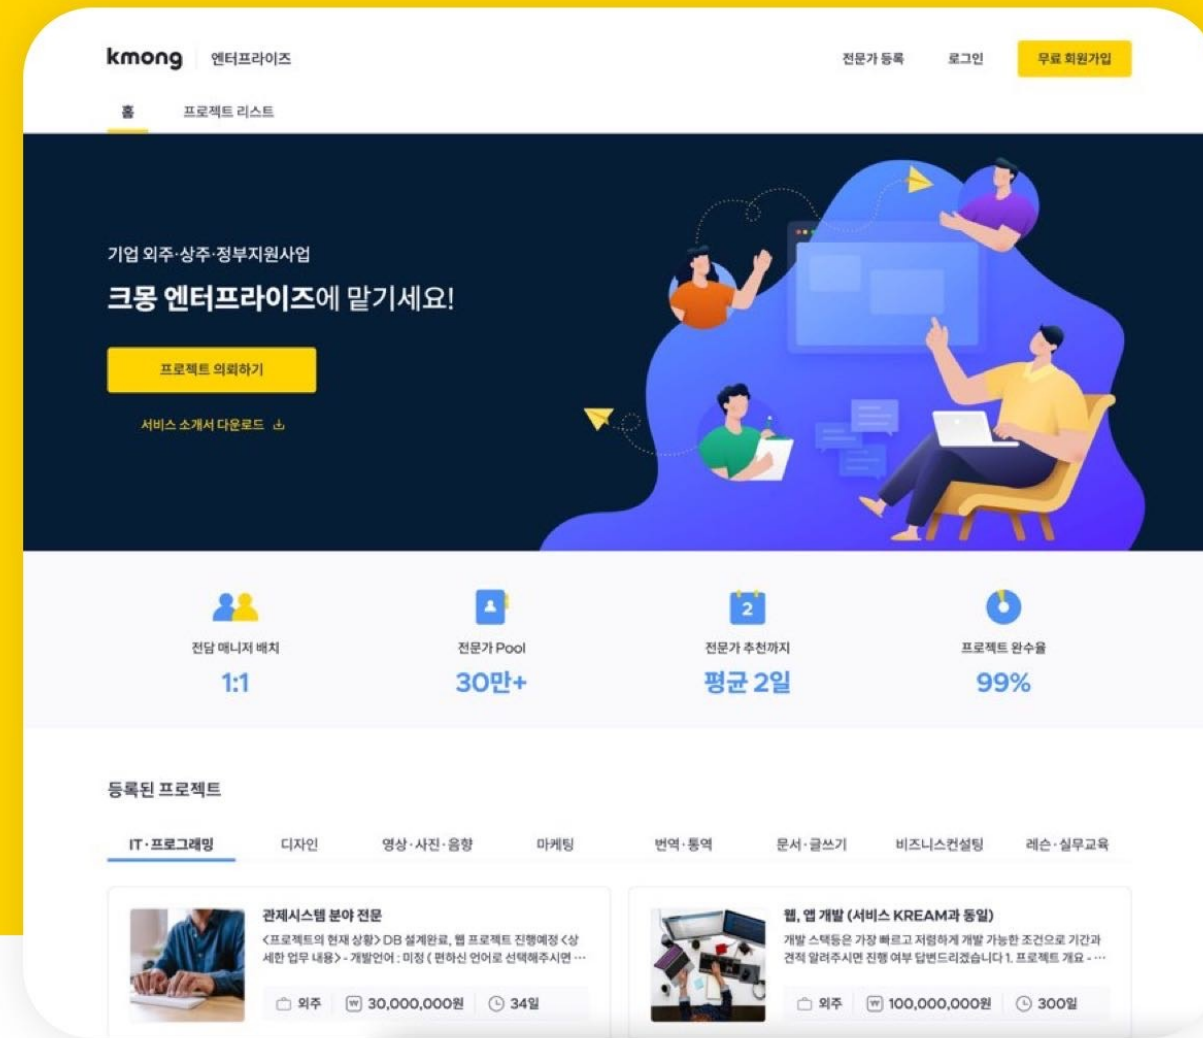 kmong 엔터프라이즈 전문가 등록 로그인 무료 회원가입
홈 프로젝트 리스트
기업 외주·상주·정부지원사업
크몽 엔터프라이즈에 맡기세요!
프로젝트 의뢰하기
서비스 소개서 다운로드
2
전담 매니저 배치 전문가 Pool 전문가 추천까지 프로젝트 완수율
1:1 30만+ 평균 2일 99%
등록된 프로젝트
IT·프로그래밍 디자인 영상·사진·음향 마케팅 번역·통역 문서·글쓰기 비즈니스컨설팅 레슨·실무교육
관제시스템 분야 전문
<프로젝트의 현재 상황> DB 설계완료, 웹 프로젝트 진행예정 <상
세한 업무 내용> - 개발언어 : 미정 ( 편하신 언어로 선택해주시면 ···
외주 ₩ 30,000,000원 34일
웹, 앱 개발 (서비스 KREAM과 동일)
개발 스택등은 가장 빠르고 저렴하게 개발 가능한 조건으로 기간과
견적 알려주시면 진행 여부 답변드리겠습니다 1. 프로젝트 개요 - ···
외주 ₩ 100,000,000원 300일